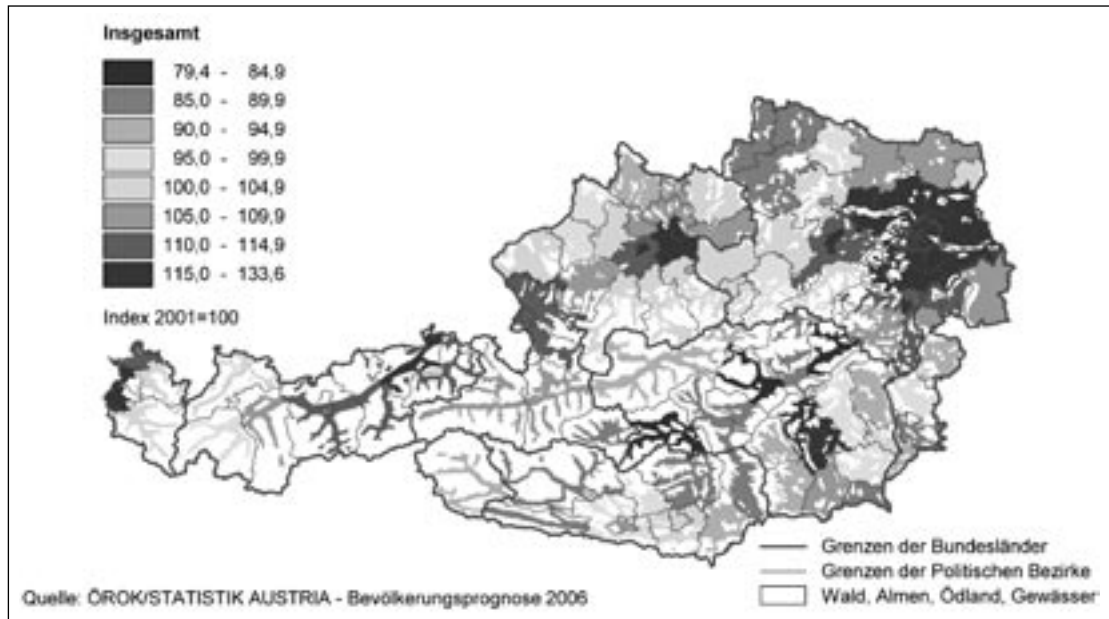 Insgesamt
79,4 - 84,9
85,0 - 89,9
90,0 - 94,9
95,0 - 99,9
100,0 - 104,9
105,0 - 109,9
110,0 - 114,9
115,0 - 133,6
Index 2001=100
Grenzen der Bundesländer
Grenzen der Politischen Bezirke
Wald, Almen, Ödland, Gewässer
Quelle: ÖROK/STATISTIK AUSTRIA - Bevölkerungsprognose 2006